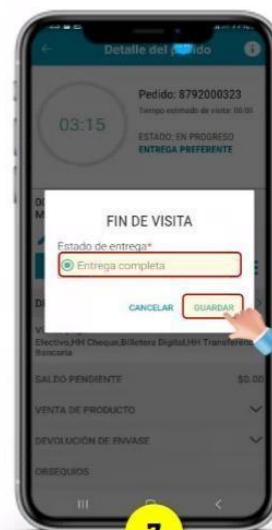 Detalle del
Pedido: 8792000323
Tiempo estimado de visita: 00:00
03:15
ESTADO: EN PROGRESO
ENTREGA PREFERENTE
FIN DE VISITA
Estado de entrega*
Entrega completa
CANCELAR GUARDAR
Efectivo,HH Cheque,Billetera Digital,HH Transferencia
Bancaria
SALDO PENDIENTE $0.00
VENTA DE PRODUCTO
DEVOLUCIÓN DE ENVASE
OBSEQUIOS
7